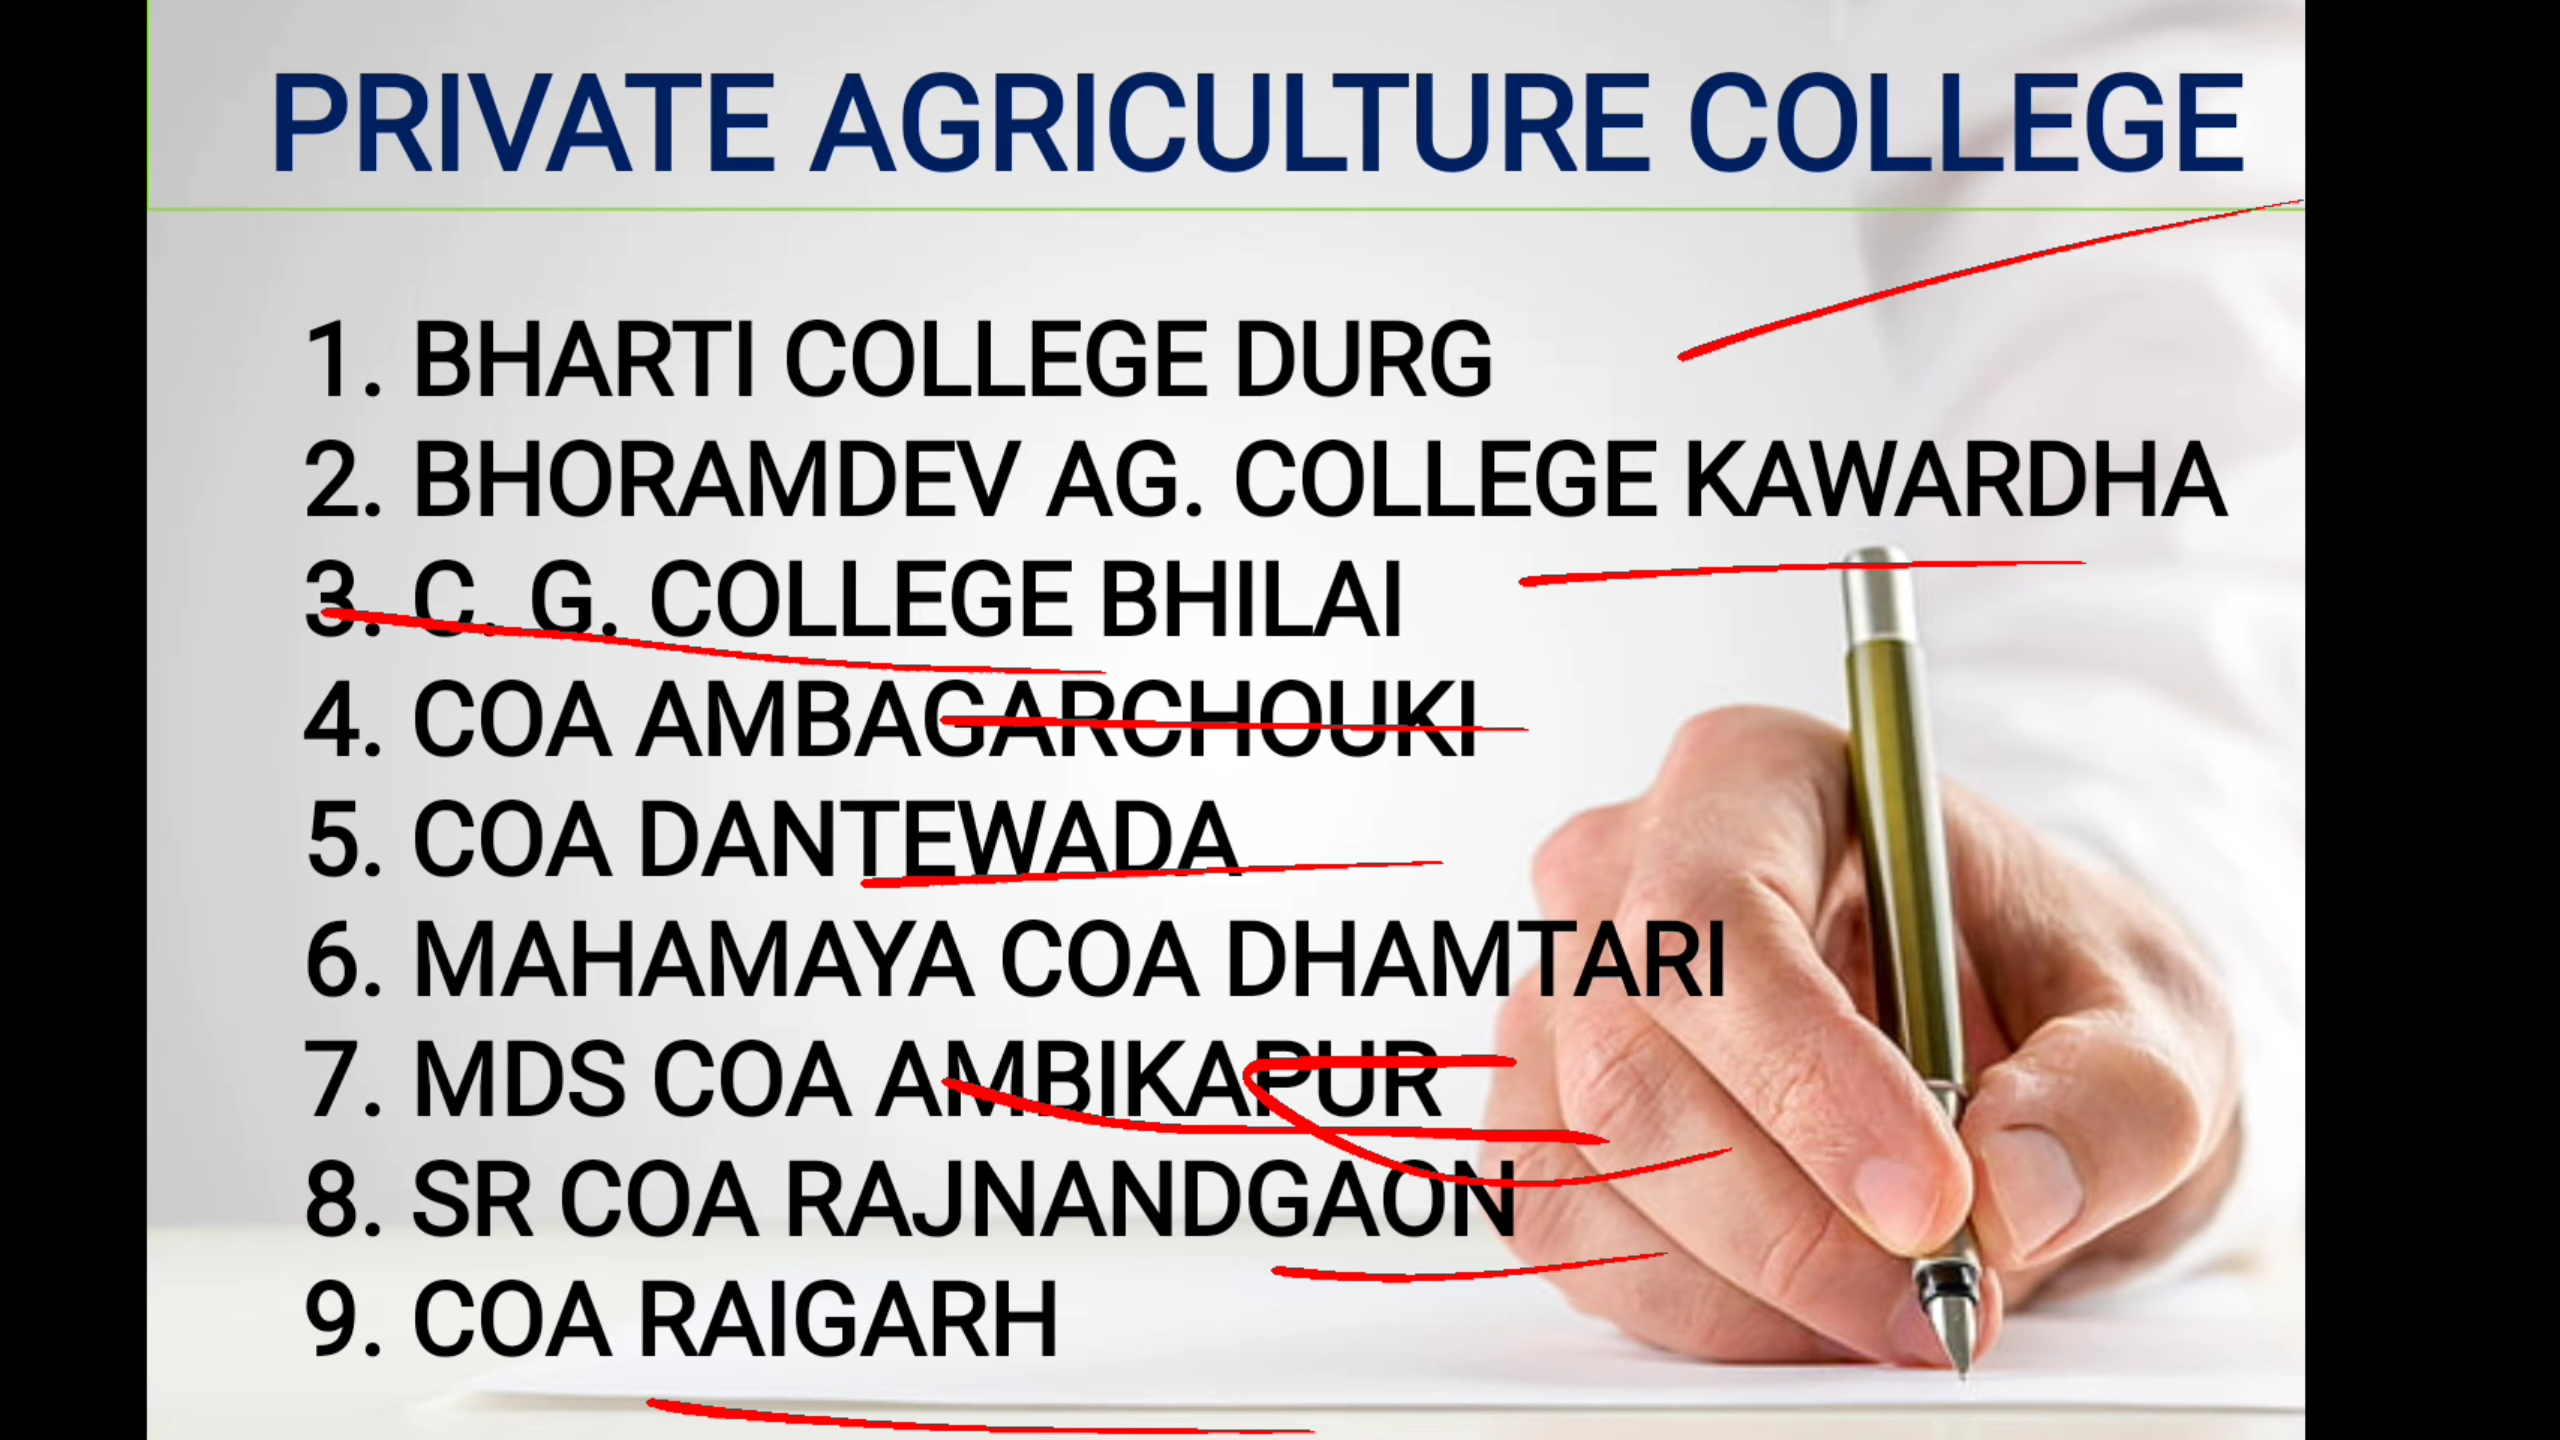 PRIVATE AGRICULTURE COLLEGE
1. BHARTI COLLEGE DURG
2. BHORAMDEV AG. COLLEGE KAWARDHA
3. C. G. COLLEGE BHILAI
4. COA AMBAGARCHOUKI
5. COA DANTEWADA
6. MAHAMAYA COA DHAMTARI
7. MDS COA AMBIKAPUR
8. SR COA RAJNANDGAON
9. COA RAIGARH